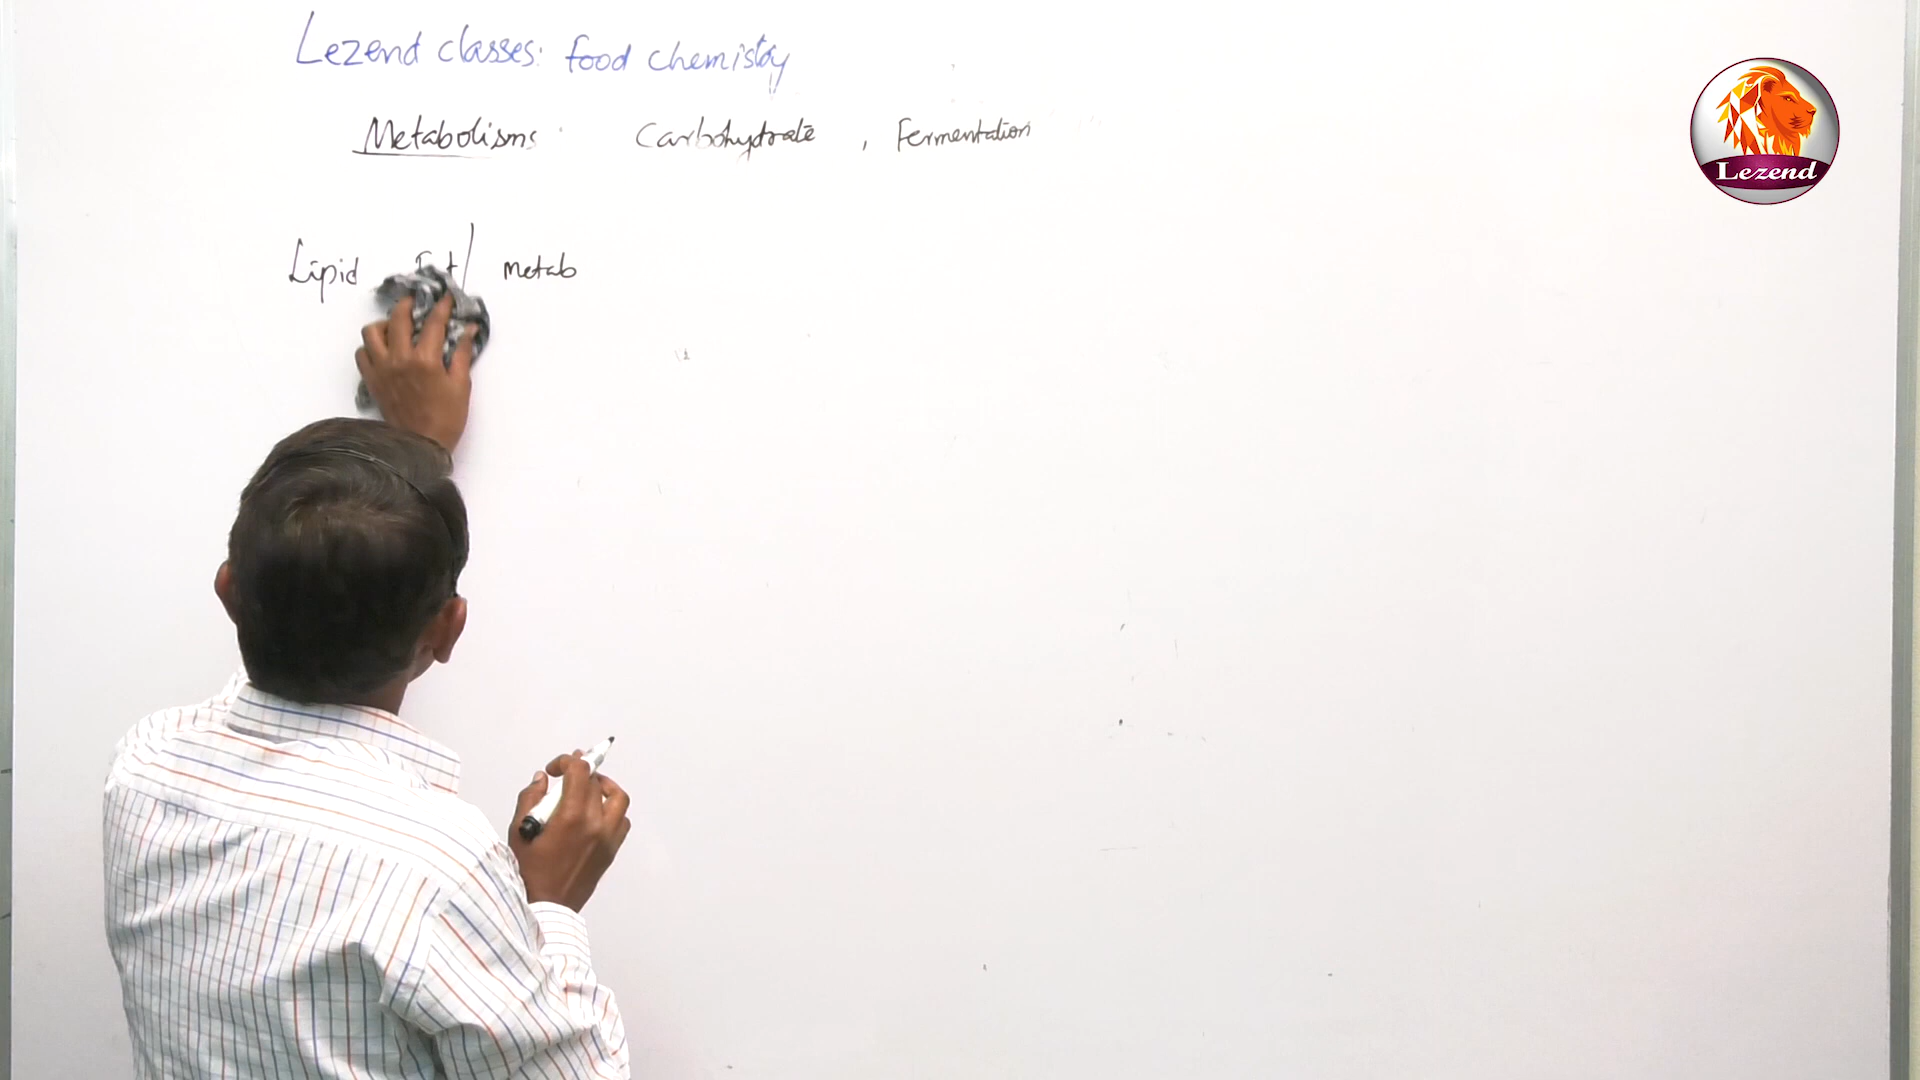 Lezend classes: food chemistry
Metabolisms: Carbohydrate, Fermentation
Lipid / metab
Lezend